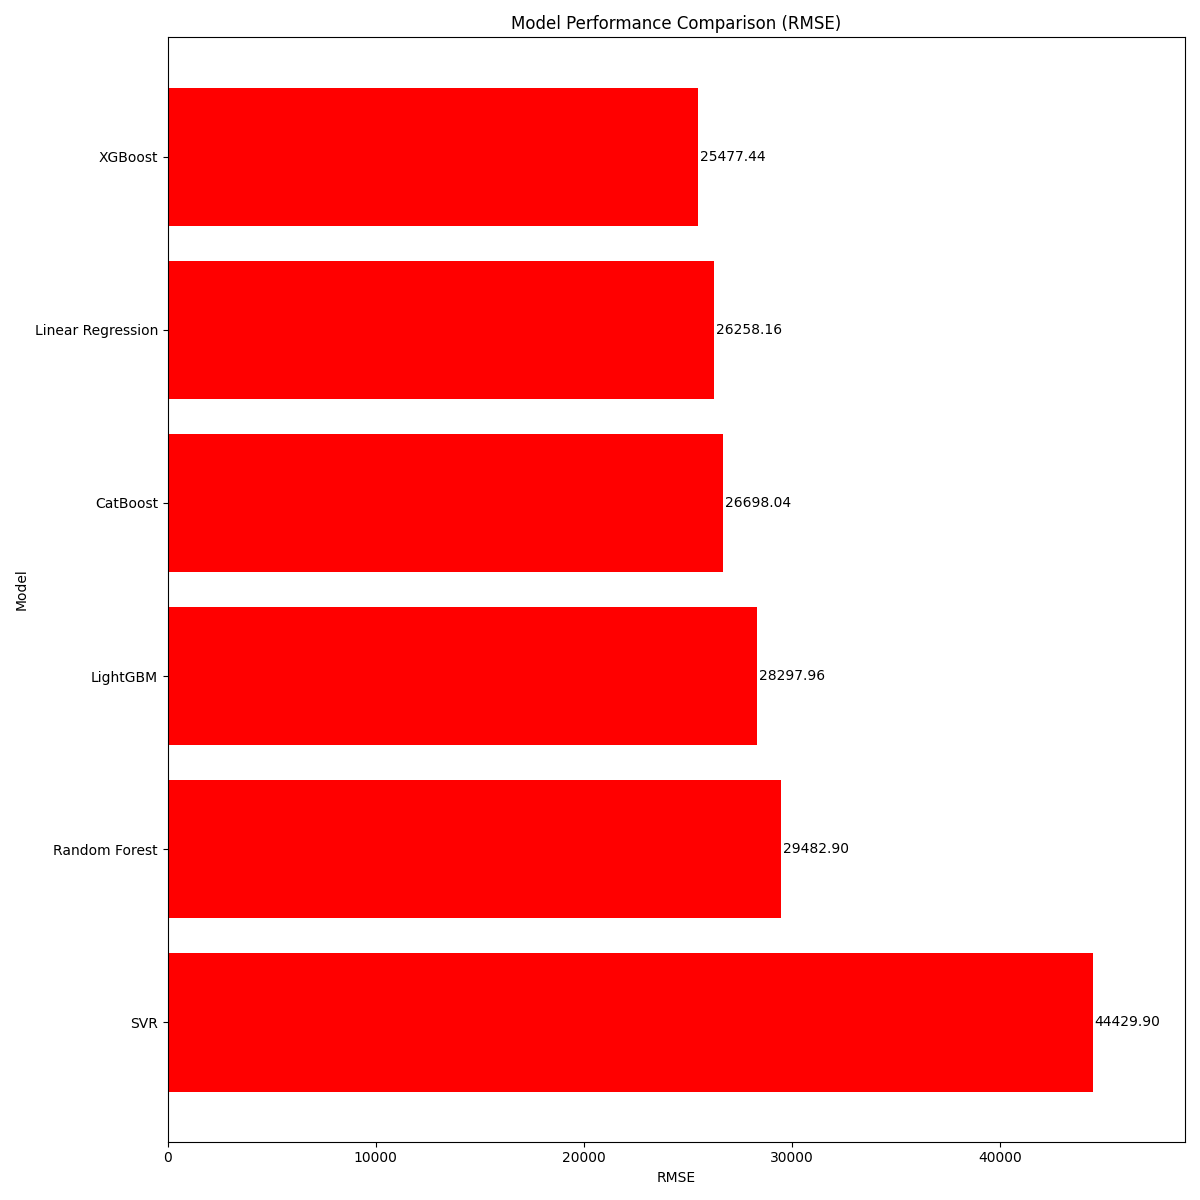 Model Performance Comparison (RMSE)
XGBoost
25477.44
Linear Regression
26258.16
CatBoost
26698.04
Model
LightGBM
28297.96
Random Forest
29482.90
SVR
44429.90
0
10000
20000
30000
40000
RMSE